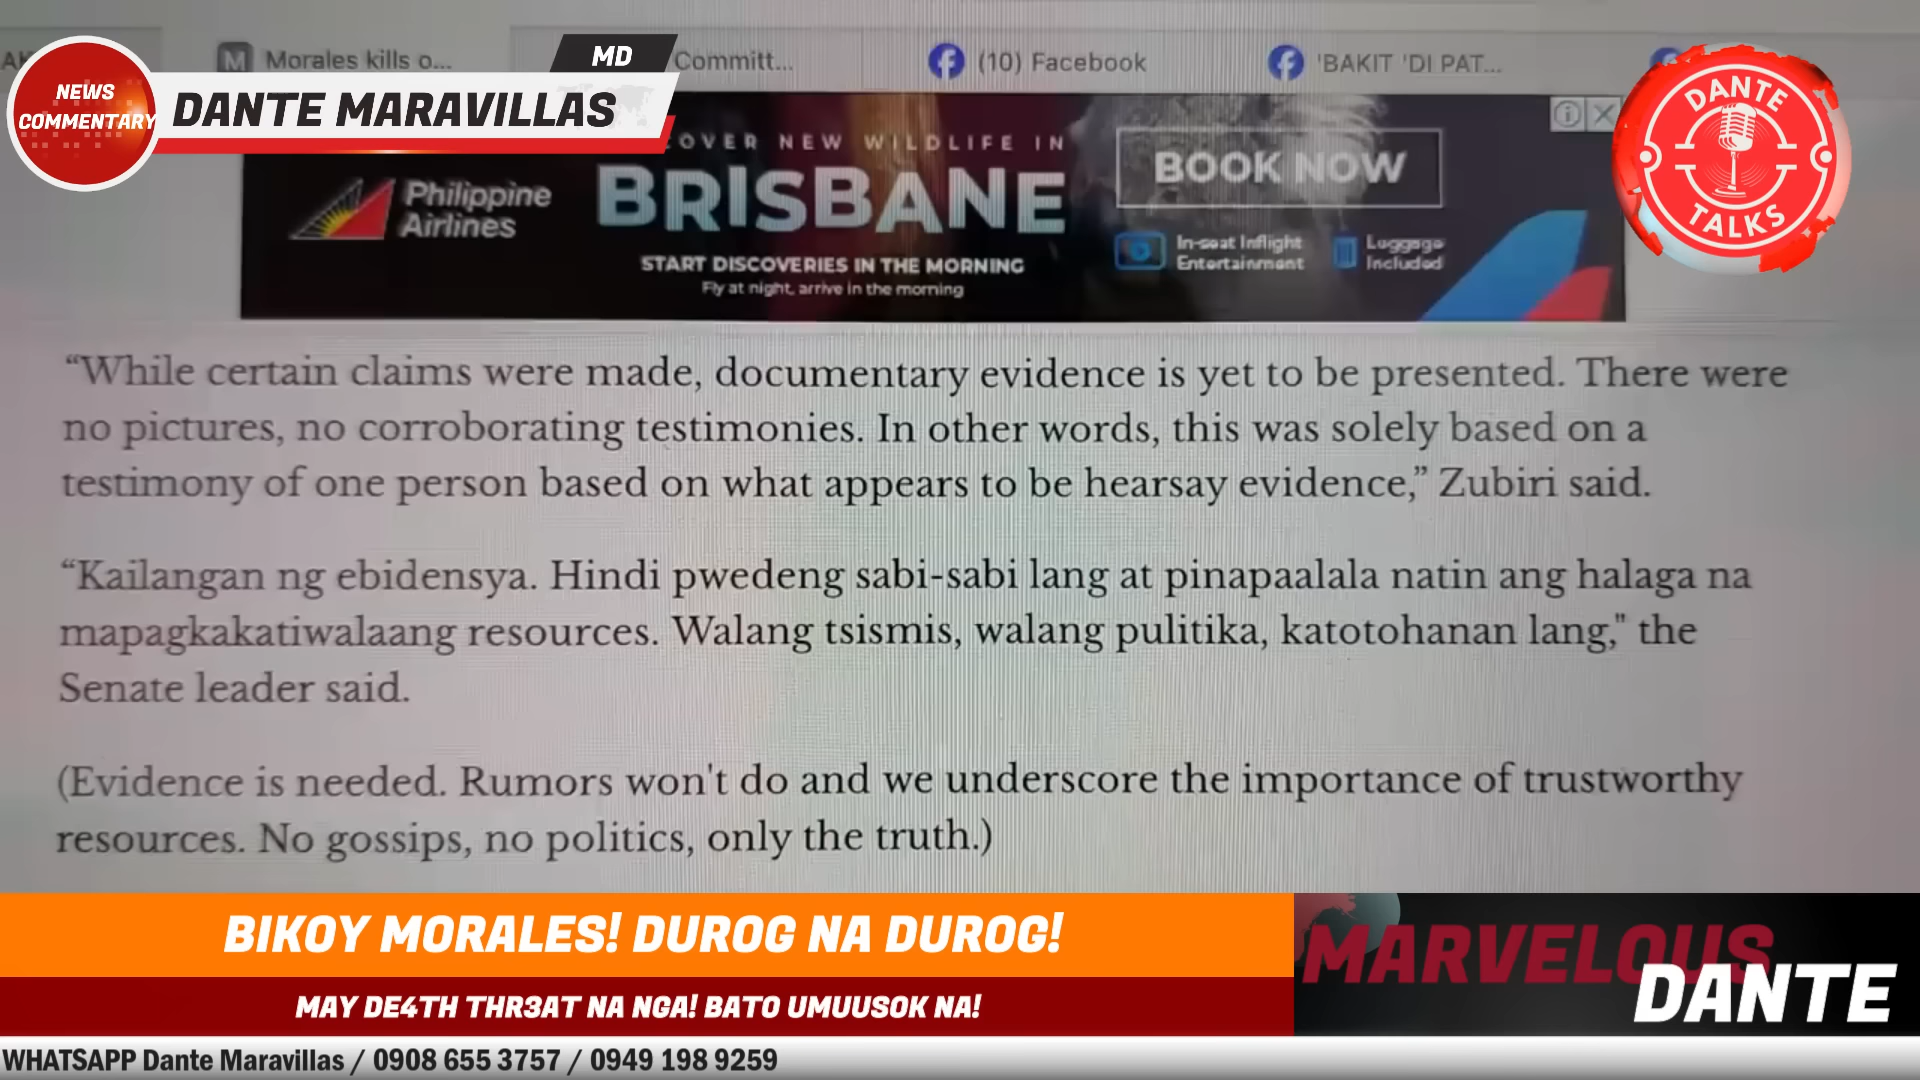 M Morales kills o...
Committ...
(10) Facebook
'BAKIT 'DI PAT...
NEWS
COMMENTARY
MD
DANTE MARAVILLAS
DANTE
TALKS
Philippine
Airlines
OVER NEW WILDLIFE IN
BRISBANE
START DISCOVERIES IN THE MORNING
Fly at night, arrive in the morning
BOOK NOW
In-seat Inflight
Entertainment
Luggage
Included
“While certain claims were made, documentary evidence is yet to be presented. There were
no pictures, no corroborating testimonies. In other words, this was solely based on a
testimony of one person based on what appears to be hearsay evidence,” Zubiri said.
“Kailangan ng ebidensya. Hindi pwedeng sabi-sabi lang at pinapaalala natin ang halaga na
mapagkakatiwalaang resources. Walang tsismis, walang pulitika, katotohanan lang," the
Senate leader said.
(Evidence is needed. Rumors won't do and we underscore the importance of trustworthy
resources. No gossips, no politics, only the truth.)
BIKOY MORALES! DUROG NA DUROG!
MAY DE4TH THR3AT NA NGA! BATO UMUUSOK NA!
MARVELOUS
DANTE
WHATSAPP Dante Maravillas / 0908 655 3757 / 0949 198 9259